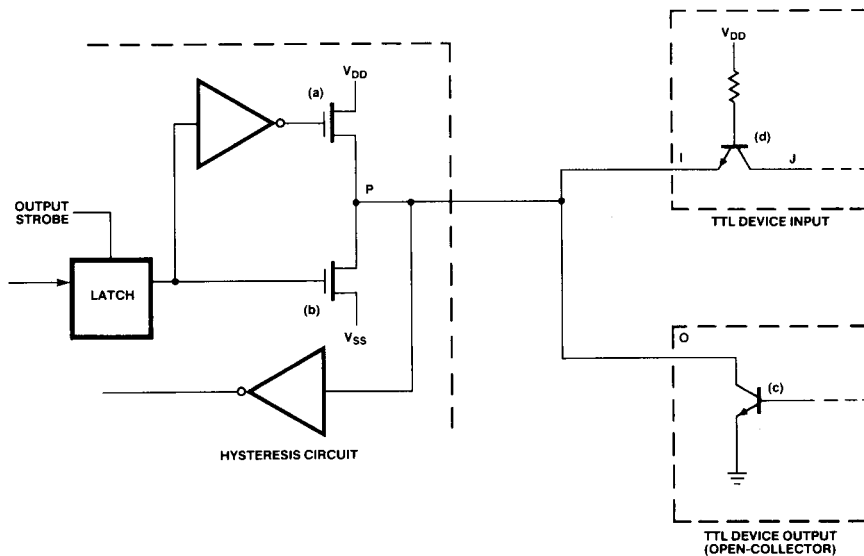 V_DD
(a)
V_DD
(d)
I
J
P
OUTPUT
STROBE
TTL DEVICE INPUT
LATCH
(b)
V_SS
O
(c)
HYSTERESIS CIRCUIT
TTL DEVICE OUTPUT
(OPEN-COLLECTOR)